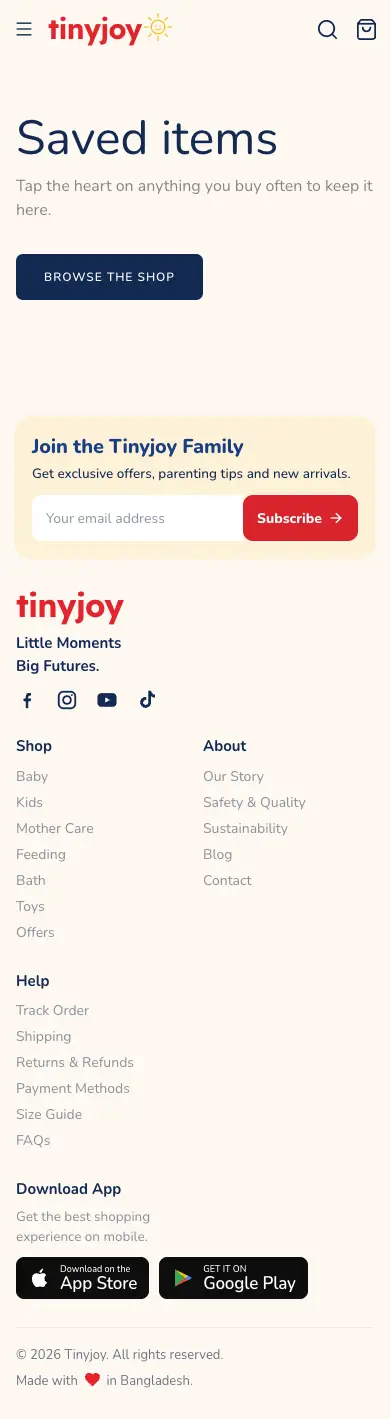 tinyjoy
Saved items
Tap the heart on anything you buy often to keep it
here.
BROWSE THE SHOP
Join the Tinyjoy Family
Get exclusive offers, parenting tips and new arrivals.
Your email address
Subscribe →
tinyjoy
Little Moments
Big Futures.
Shop
Baby
Kids
Mother Care
Feeding
Bath
Toys
Offers
About
Our Story
Safety & Quality
Sustainability
Blog
Contact
Help
Track Order
Shipping
Returns & Refunds
Payment Methods
Size Guide
FAQs
Download App
Get the best shopping
experience on mobile.
Download on the
App Store
GET IT ON
Google Play
© 2026 Tinyjoy. All rights reserved.
Made with ❤ in Bangladesh.